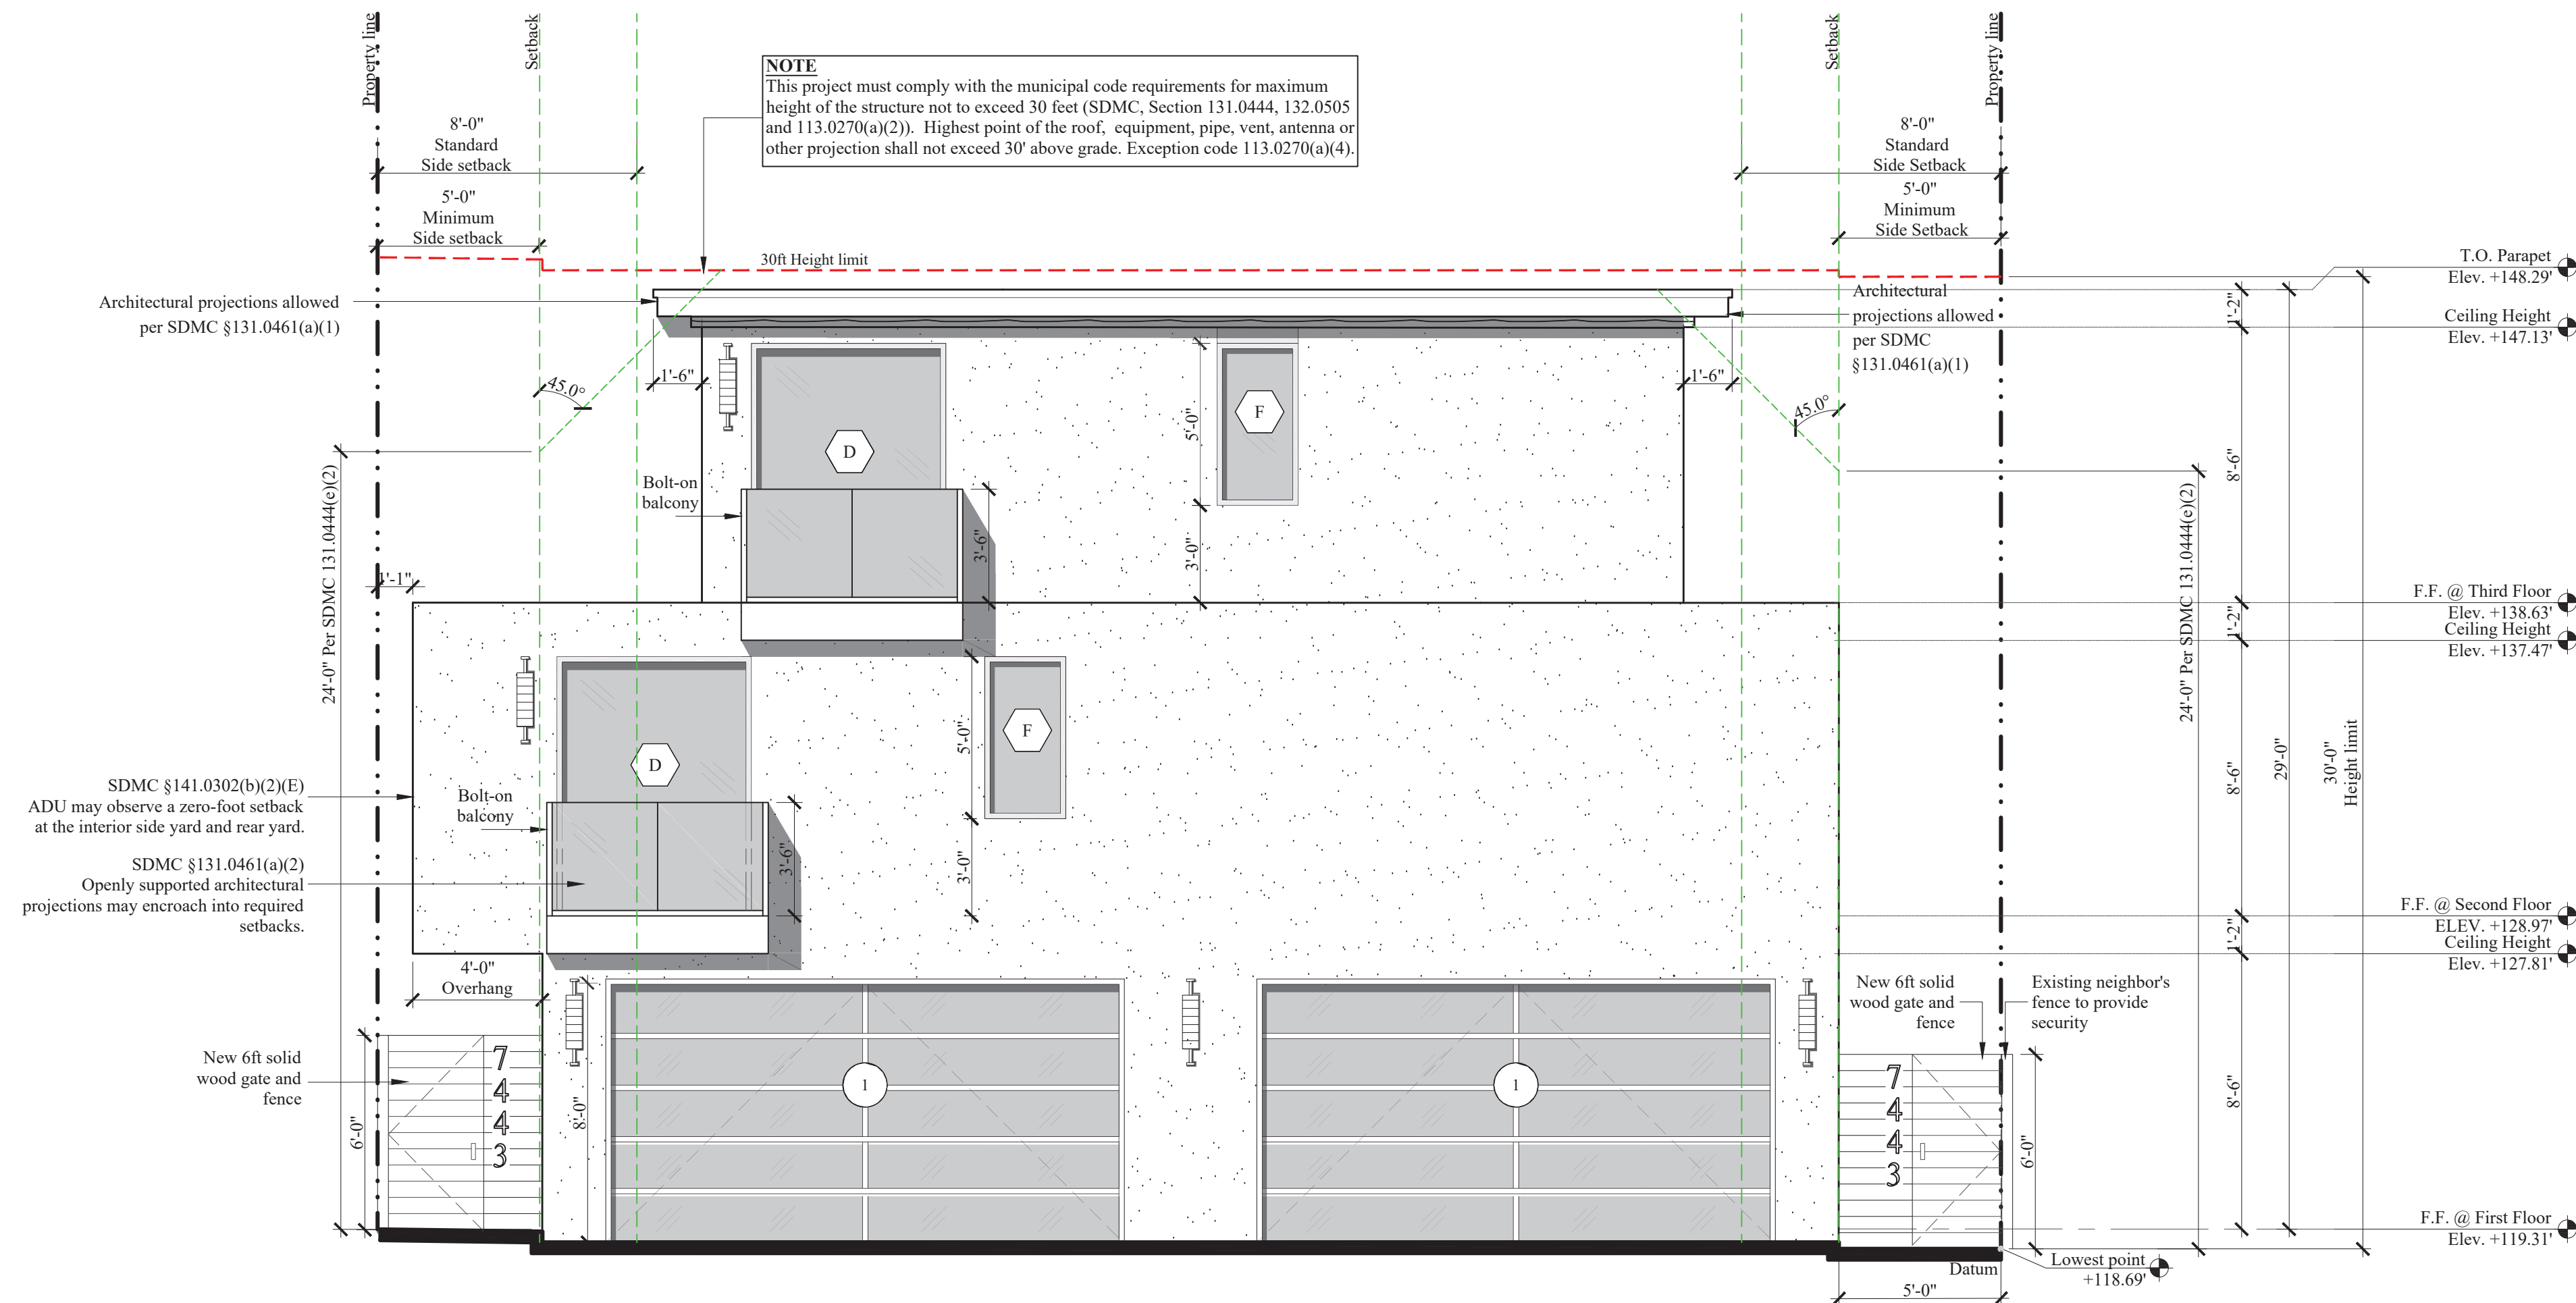 Property line
Setback
Setback
Property line
NOTE
This project must comply with the municipal code requirements for maximum
height of the structure not to exceed 30 feet (SDMC, Section 131.0444, 132.0505
and 113.0270(a)(2)). Highest point of the roof, equipment, pipe, vent, antenna or
other projection shall not exceed 30' above grade. Exception code 113.0270(a)(4).
8'-0"
Standard
Side setback
5'-0"
Minimum
Side setback
8'-0"
Standard
Side Setback
5'-0"
Minimum
Side Setback
30ft Height limit
T.O. Parapet
Elev. +148.29'
Ceiling Height
Elev. +147.13'
Architectural projections allowed
per SDMC §131.0461(a)(1)
Architectural
projections allowed
per SDMC
§131.0461(a)(1)
1'-2"
45.0°
1'-6"
D
5'-0"
F
1'-6"
45.0°
8'-6"
Bolt-on
balcony
3'-6"
3'-0"
24'-0" Per SDMC 131.0444(e)(2)
24'-0" Per SDMC 131.0444(e)(2)
1'-1"
F.F. @ Third Floor
Elev. +138.63'
1'-2"
Ceiling Height
Elev. +137.47'
D
5'-0"
F
8'-6"
29'-0"
30'-0"
Height limit
SDMC §141.0302(b)(2)(E)
ADU may observe a zero-foot setback
at the interior side yard and rear yard.
Bolt-on
balcony
3'-6"
3'-0"
SDMC §131.0461(a)(2)
Openly supported architectural
projections may encroach into required
setbacks.
F.F. @ Second Floor
ELEV. +128.97'
1'-2"
Ceiling Height
Elev. +127.81'
4'-0"
Overhang
New 6ft solid
wood gate and
fence
Existing neighbor's
fence to provide
security
New 6ft solid
wood gate and
fence
6'-0"
7
4
4
3
8'-0"
1
1
7
4
4
3
6'-0"
8'-6"
F.F. @ First Floor
Elev. +119.31'
Datum
Lowest point
+118.69'
5'-0"